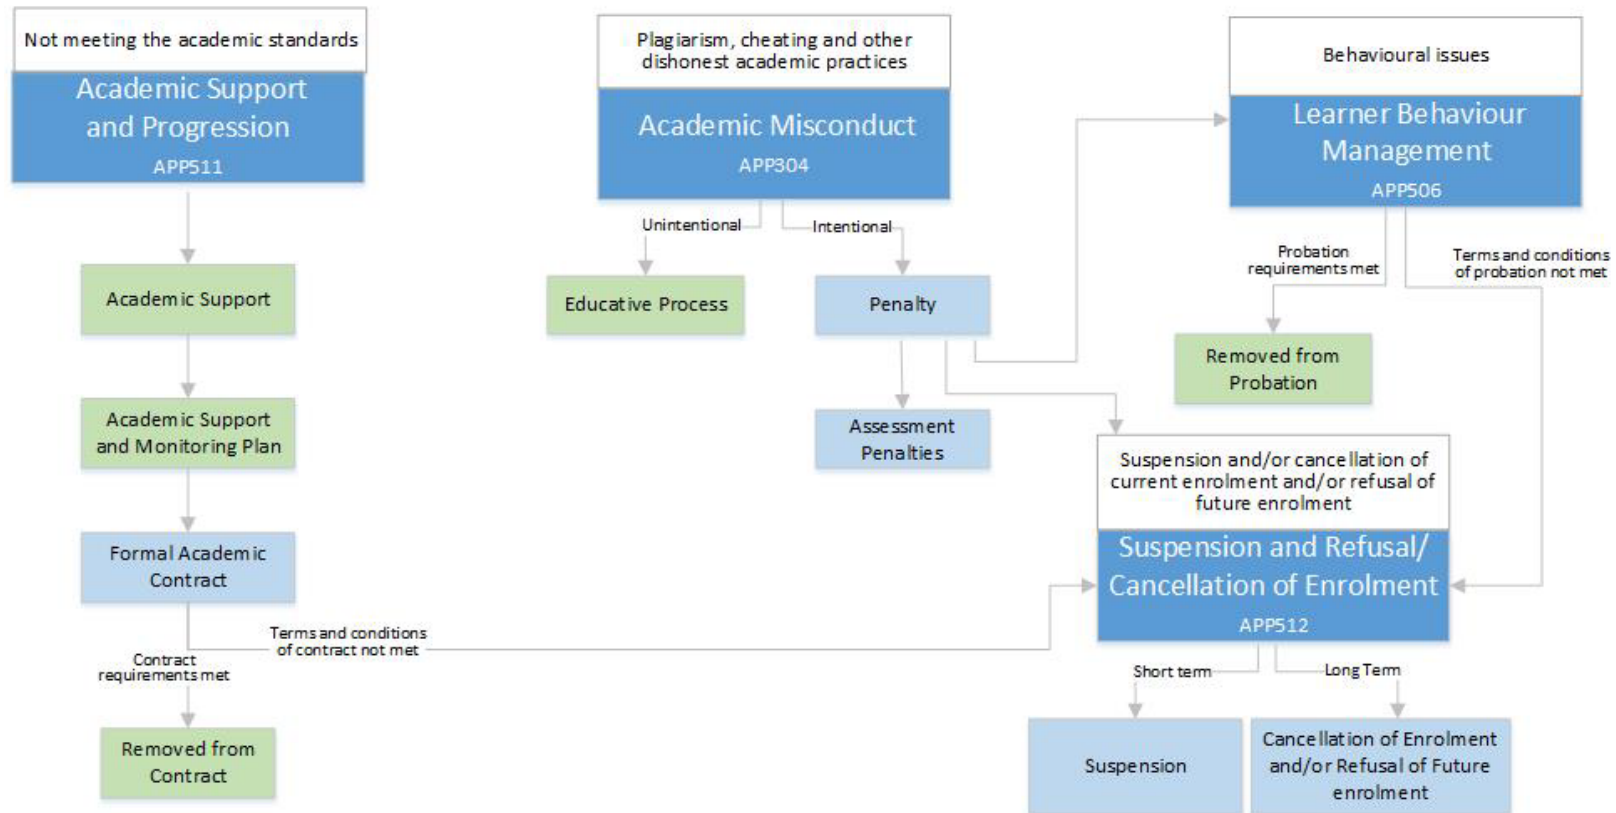 Not meeting the academic standards
Academic Support
and Progression
APP511
Academic Support
Academic Support
and Monitoring Plan
Formal Academic
Contract
Terms and conditions
of contract not met
Contract
requirements met
Removed from
Contract
Plagiarism, cheating and other
dishonest academic practices
Academic Misconduct
APP304
Unintentional
Intentional
Educative Process
Penalty
Assessment
Penalties
Behavioural issues
Learner Behaviour
Management
APP506
Probation
requirements met
Terms and conditions
of probation not met
Removed from
Probation
Suspension and/or cancellation of
current enrolment and/or refusal of
future enrolment
Suspension and Refusal/
Cancellation of Enrolment
APP512
Short term
Long Term
Suspension
Cancellation of Enrolment
and/or Refusal of Future
enrolment